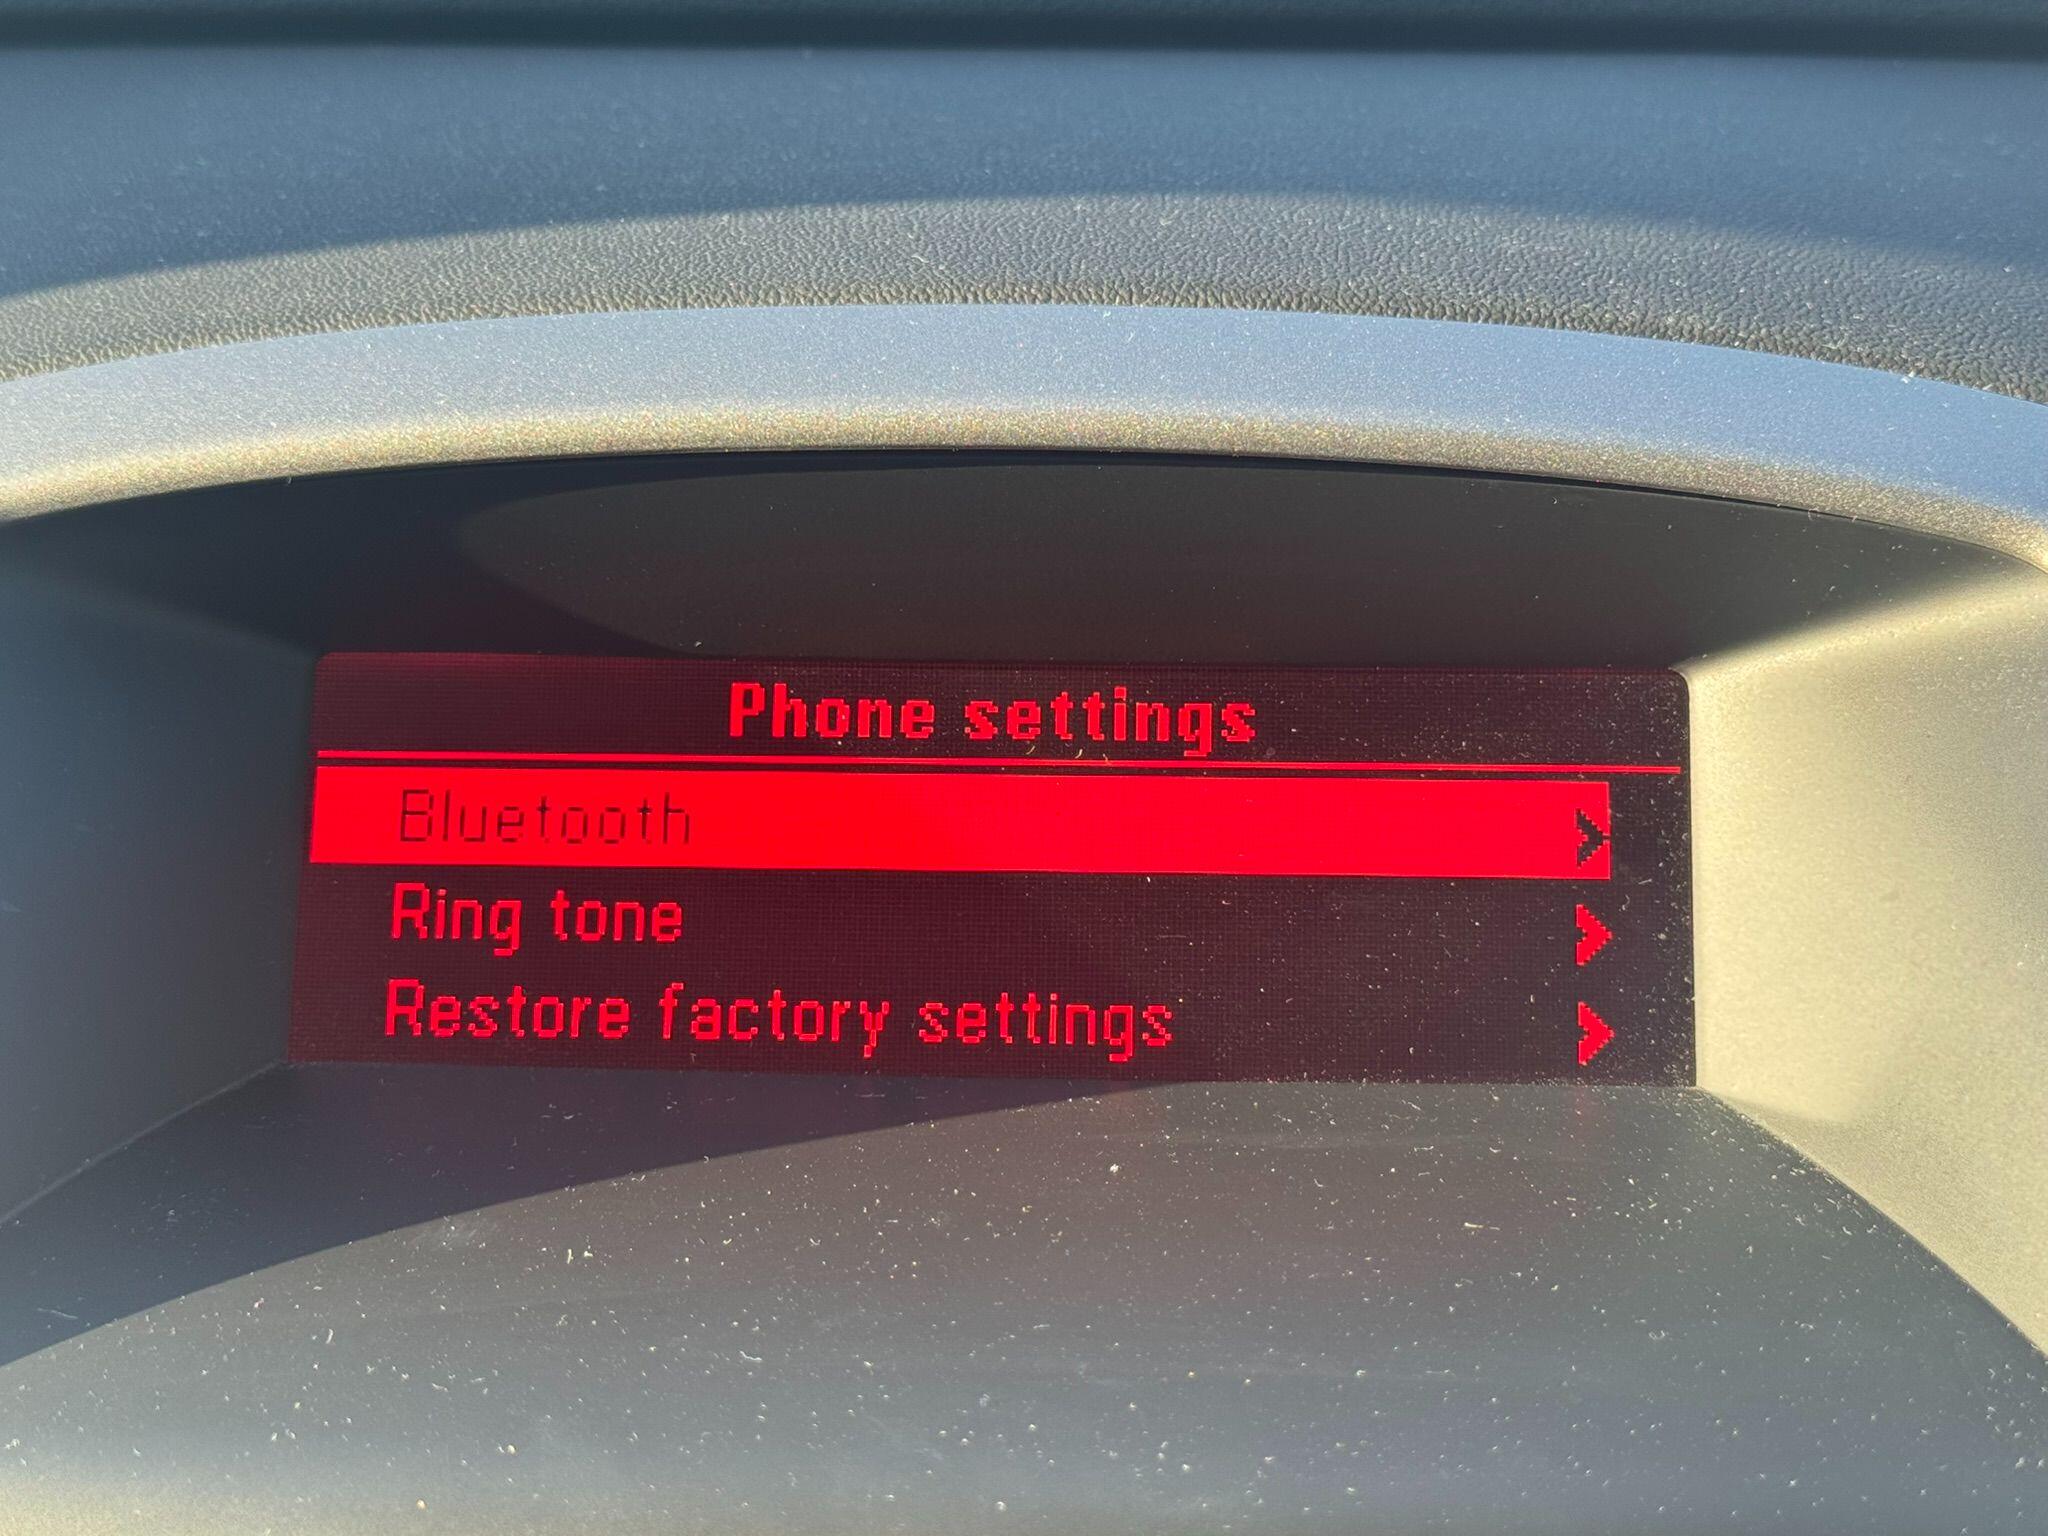 Phone settings
Bluetooth
Ring tone
Restore factory settings